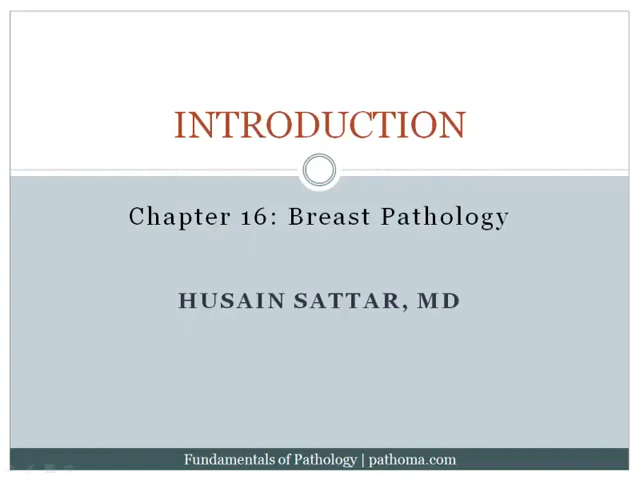 INTRODUCTION
Chapter 16: Breast Pathology
HUSAIN SATTAR, MD
Fundamentals of Pathology | pathoma.com